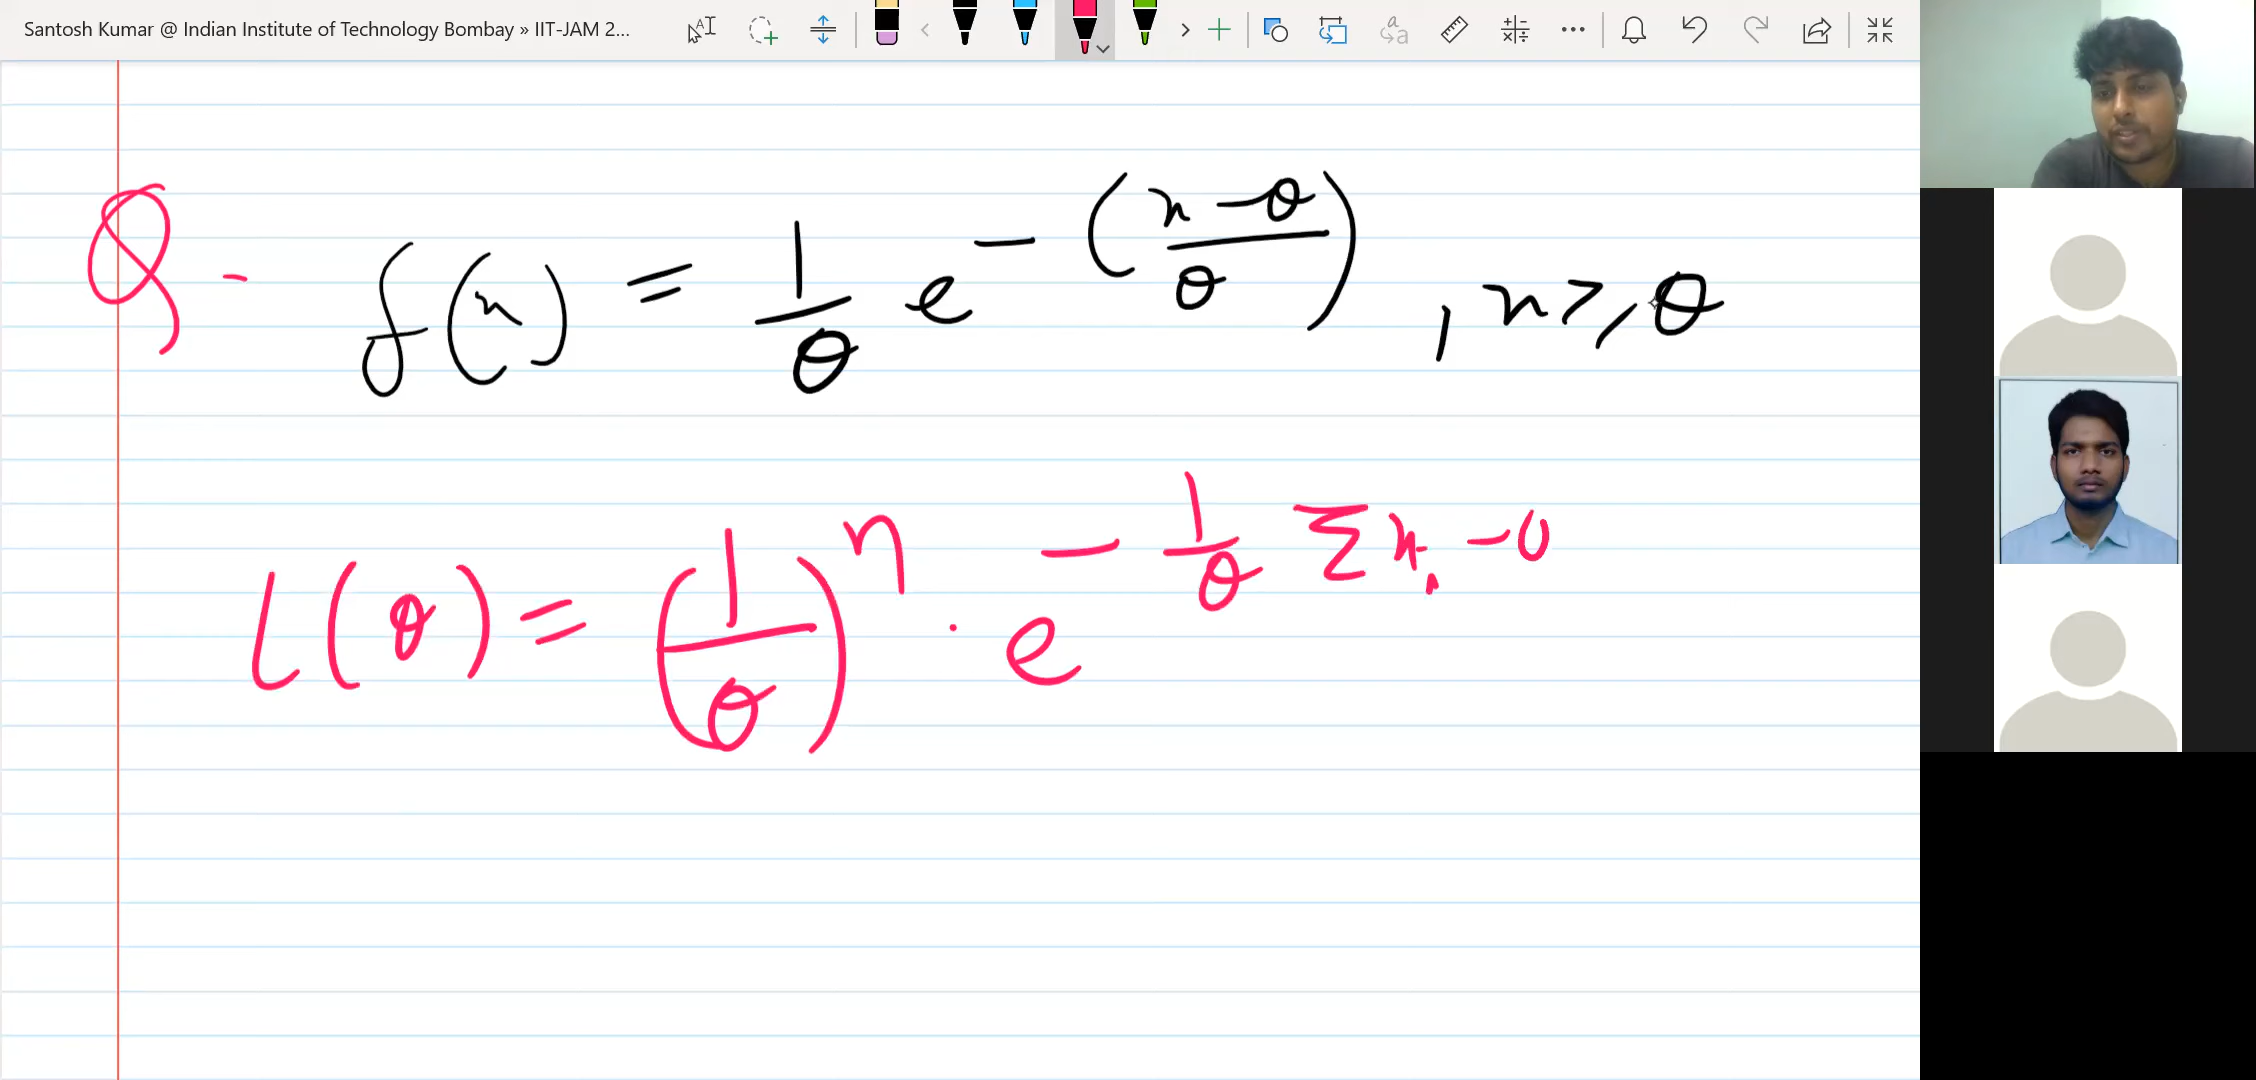 Santosh Kumar @ Indian Institute of Technology Bombay » IIT-JAM 2...
Q - f(x) = 1/θ e^-((x-θ)/θ) , x ≥ θ
L(θ) = (1/θ)^n . e^-1/θ Σx_i - θ